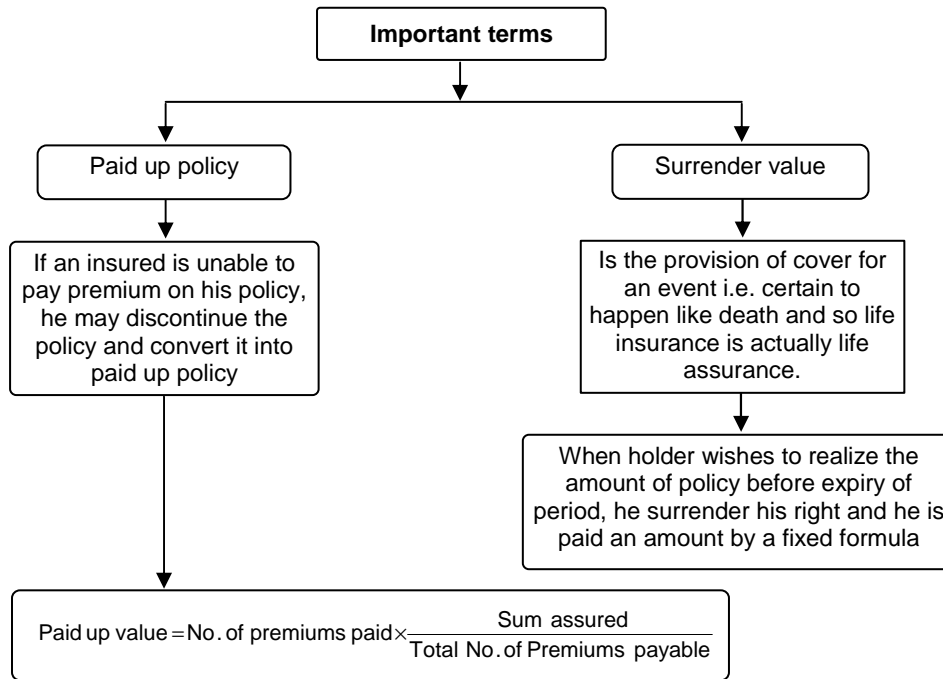 Important terms
Paid up policy
Surrender value
If an insured is unable to
pay premium on his policy,
he may discontinue the
policy and convert it into
paid up policy
Is the provision of cover for
an event i.e. certain to
happen like death and so life
insurance is actually life
assurance.
When holder wishes to realize the
amount of policy before expiry of
period, he surrender his right and he is
paid an amount by a fixed formula
Paid up value = No. of premiums paid × Sum assured / Total No. of Premiums payable